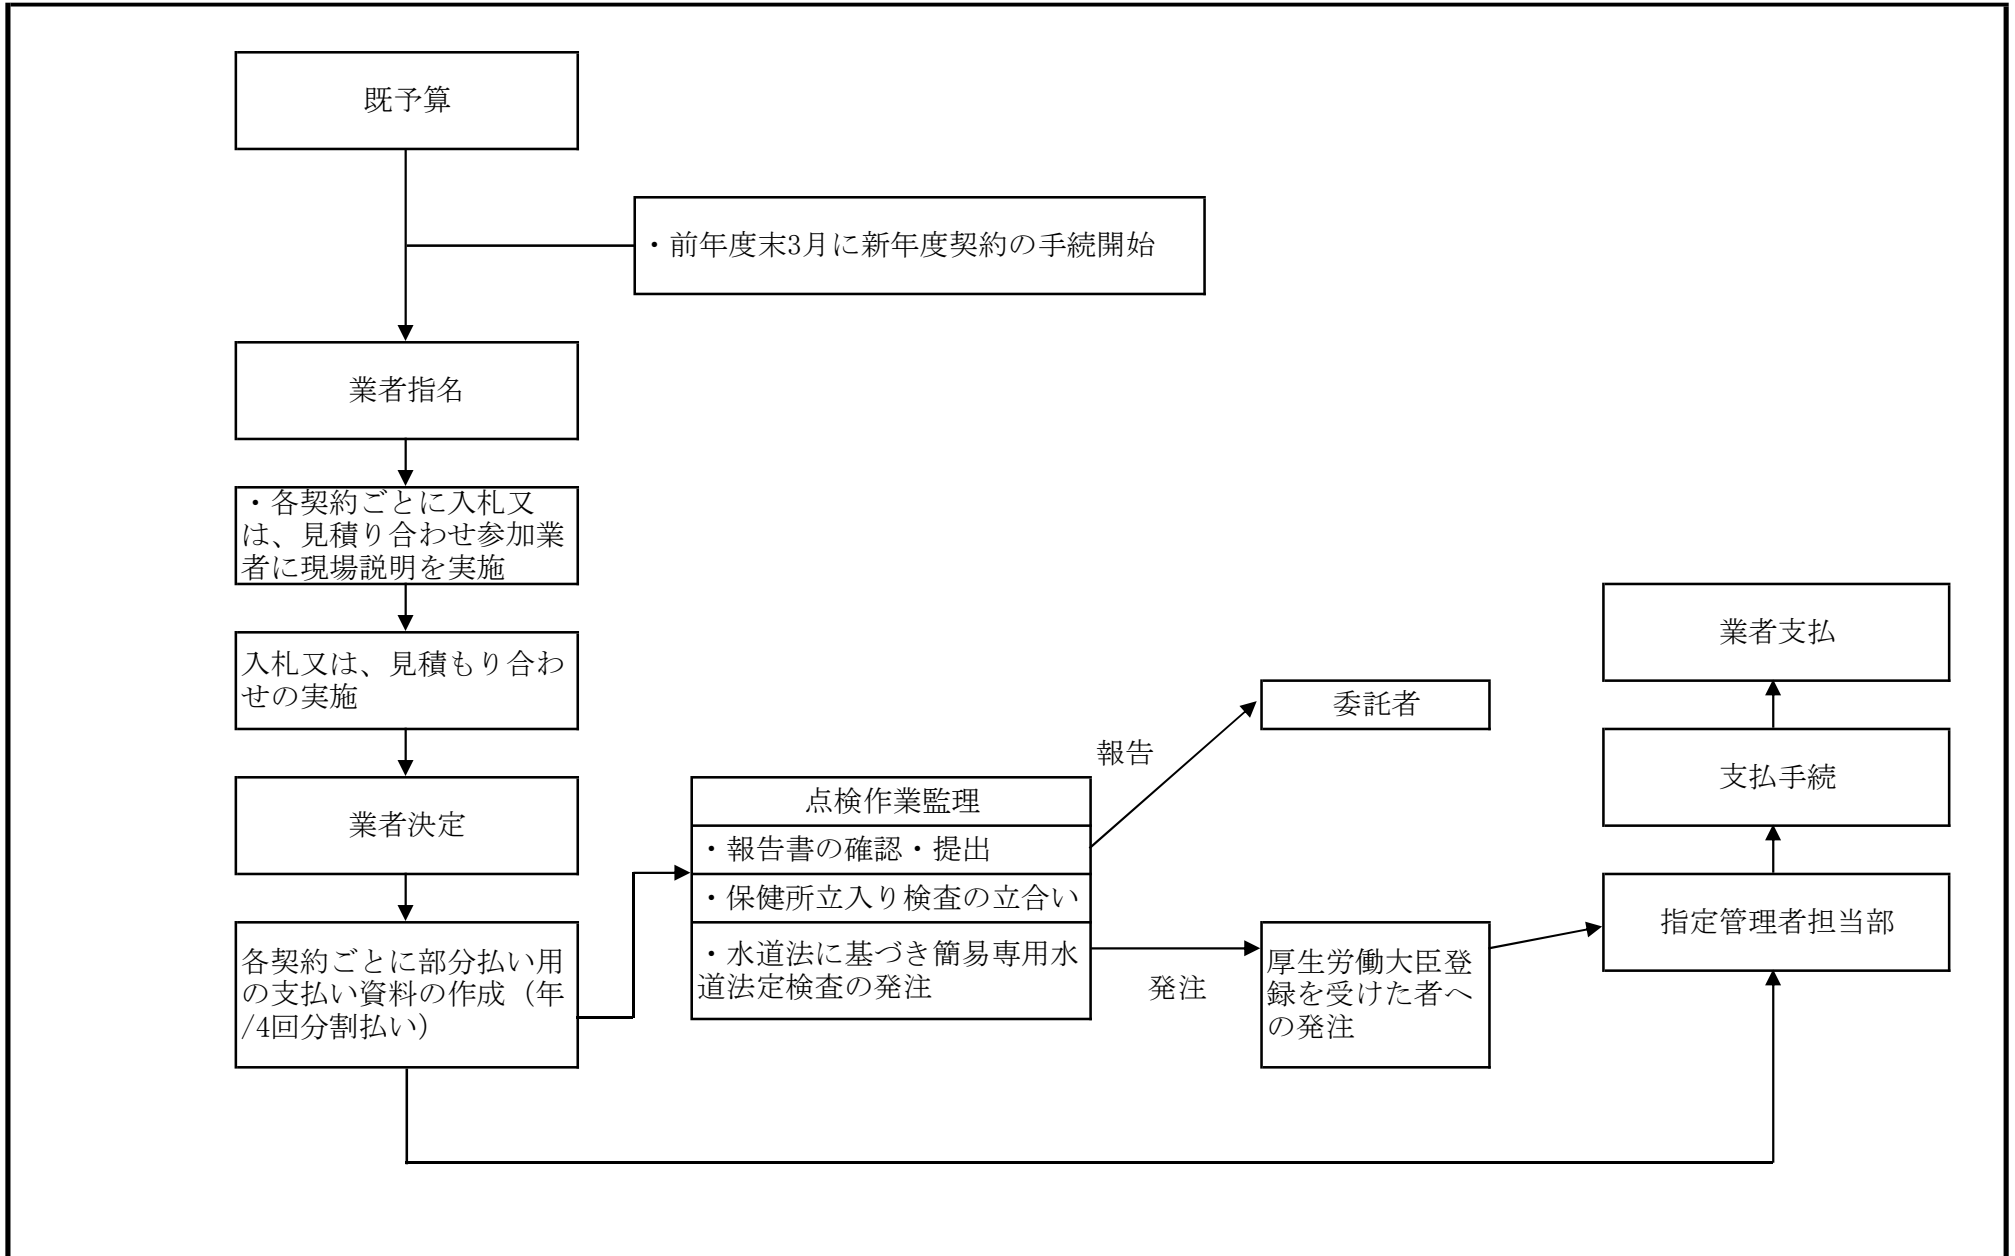 既予算
・前年度末3月に新年度契約の手続開始
業者指名
・各契約ごとに入札又
は、見積り合わせ参加業
者に現場説明を実施
入札又は、見積もり合わ
せの実施
業者決定
各契約ごとに部分払い用
の支払い資料の作成（年
/4回分割払い）
点検作業監理
・報告書の確認・提出
・保健所立入り検査の立合い
・水道法に基づき簡易専用水
道法定検査の発注
報告
委託者
発注
厚生労働大臣登
録を受けた者へ
の発注
業者支払
支払手続
指定管理者担当部